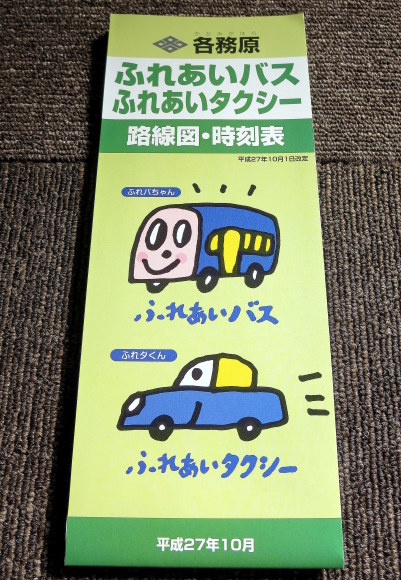 各務原
ふれあいバス
ふれあいタクシー
路線図・時刻表
平成27年10月1日改定
ふれバちゃん
ふれあいバス
ふれタくん
ふれあいタクシー
平成27年10月